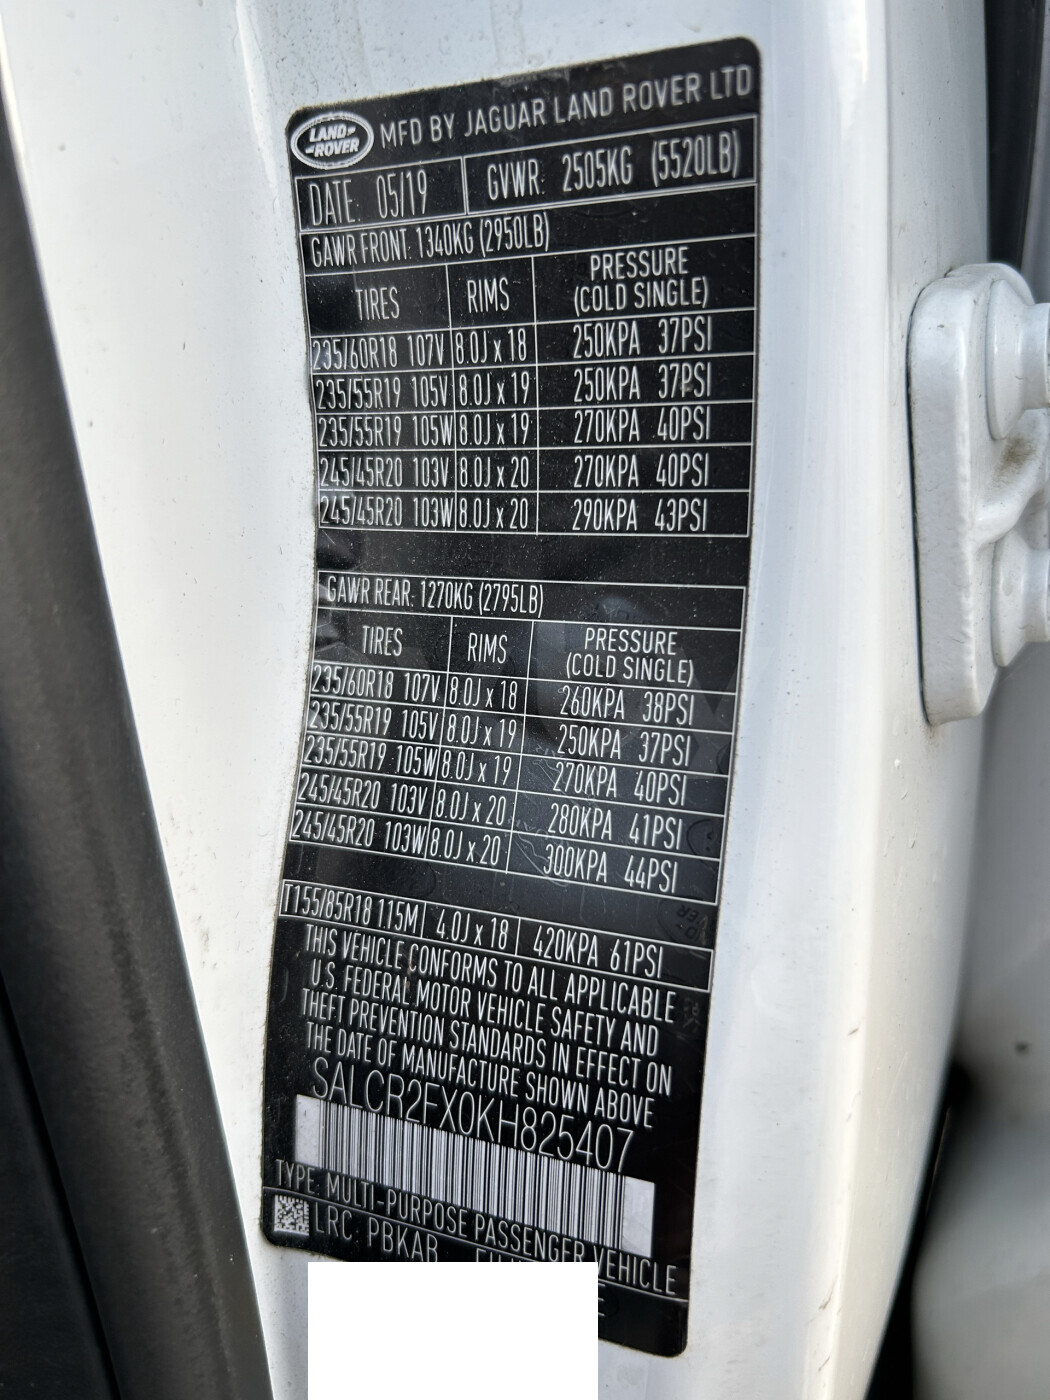 LAND-
-ROVER
MFD BY JAGUAR LAND ROVER LTD
DATE: 05/19 GVWR: 2505KG (5520LB)
GAWR FRONT: 1340KG (2950LB)
TIRES RIMS PRESSURE (COLD SINGLE)
235/60R18 107V 8.0J x 18 250KPA 37PSI
235/55R19 105V 8.0J x 19 250KPA 37PSI
235/55R19 105W 8.0J x 19 270KPA 40PSI
245/45R20 103V 8.0J x 20 270KPA 40PSI
245/45R20 103W 8.0J x 20 290KPA 43PSI
GAWR REAR: 1270KG (2795LB)
TIRES RIMS PRESSURE (COLD SINGLE)
235/60R18 107V 8.0J x 18 260KPA 38PSI
235/55R19 105V 8.0J x 19 250KPA 37PSI
235/55R19 105W 8.0J x 19 270KPA 40PSI
245/45R20 103V 8.0J x 20 280KPA 41PSI
245/45R20 103W 8.0J x 20 300KPA 44PSI
T155/85R18 115M 4.0J x 18 420KPA 61PSI
THIS VEHICLE CONFORMS TO ALL APPLICABLE
U.S. FEDERAL MOTOR VEHICLE SAFETY AND
THEFT PREVENTION STANDARDS IN EFFECT ON
THE DATE OF MANUFACTURE SHOWN ABOVE
SALCR2FX0KH825407
TYPE: MULTI-PURPOSE PASSENGER VEHICLE
LRC: PBKAB